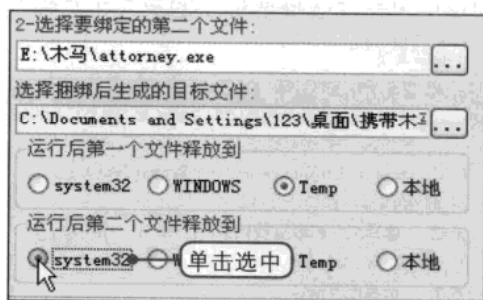 2-选择要绑定的第二个文件:
E:\木马\attorney.exe
...
选择捆绑后生成的目标文件:
C:\Documents and Settings\123\桌面\携带木
...
运行后第一个文件释放到
system32 WINDOWS Temp 本地
运行后第二个文件释放到
system32 W 单击选中 Temp 本地